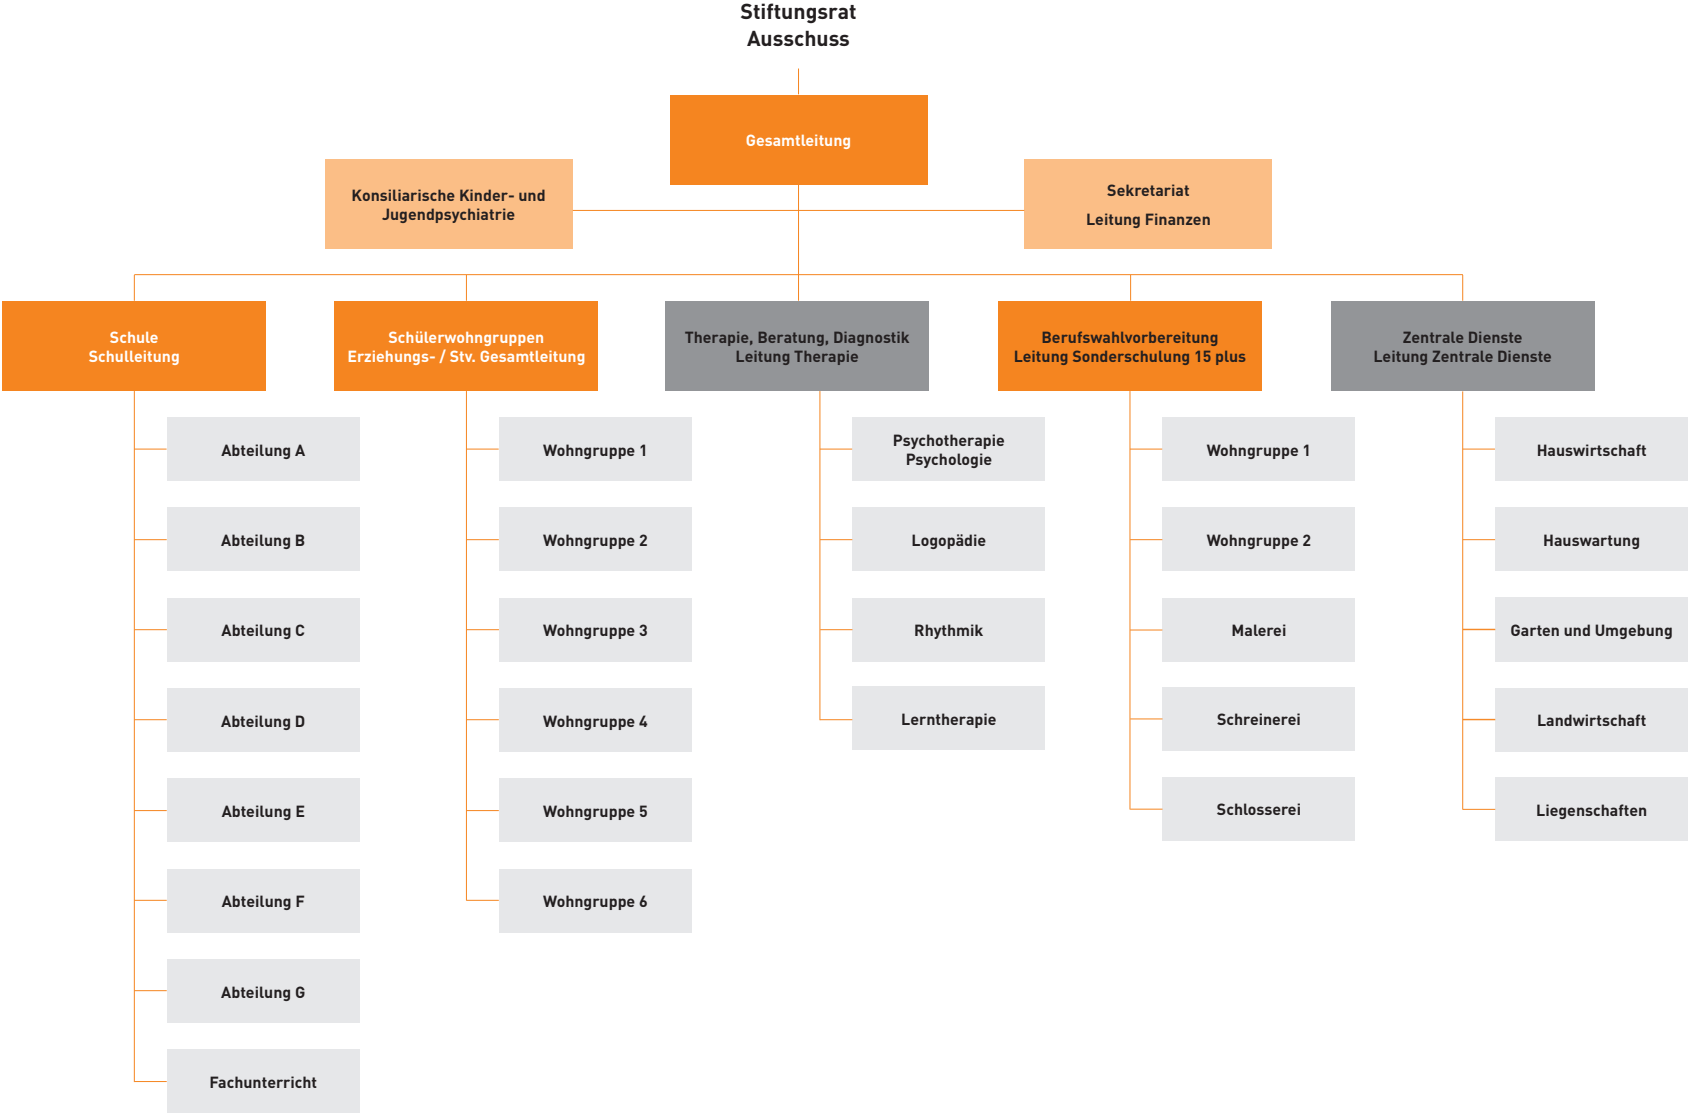 Stiftungsrat
Ausschuss
Gesamtleitung
Konsiliarische Kinder- und
Jugendpsychiatrie
Sekretariat
Leitung Finanzen
Schule
Schulleitung
Schülerwohngruppen
Erziehungs- / Stv. Gesamtleitung
Therapie, Beratung, Diagnostik
Leitung Therapie
Berufswahlvorbereitung
Leitung Sonderschulung 15 plus
Zentrale Dienste
Leitung Zentrale Dienste
Abteilung A
Abteilung B
Abteilung C
Abteilung D
Abteilung E
Abteilung F
Abteilung G
Fachunterricht
Wohngruppe 1
Wohngruppe 2
Wohngruppe 3
Wohngruppe 4
Wohngruppe 5
Wohngruppe 6
Psychotherapie
Psychologie
Logopädie
Rhythmik
Lerntherapie
Wohngruppe 1
Wohngruppe 2
Malerei
Schreinerei
Schlosserei
Hauswirtschaft
Hauswartung
Garten und Umgebung
Landwirtschaft
Liegenschaften